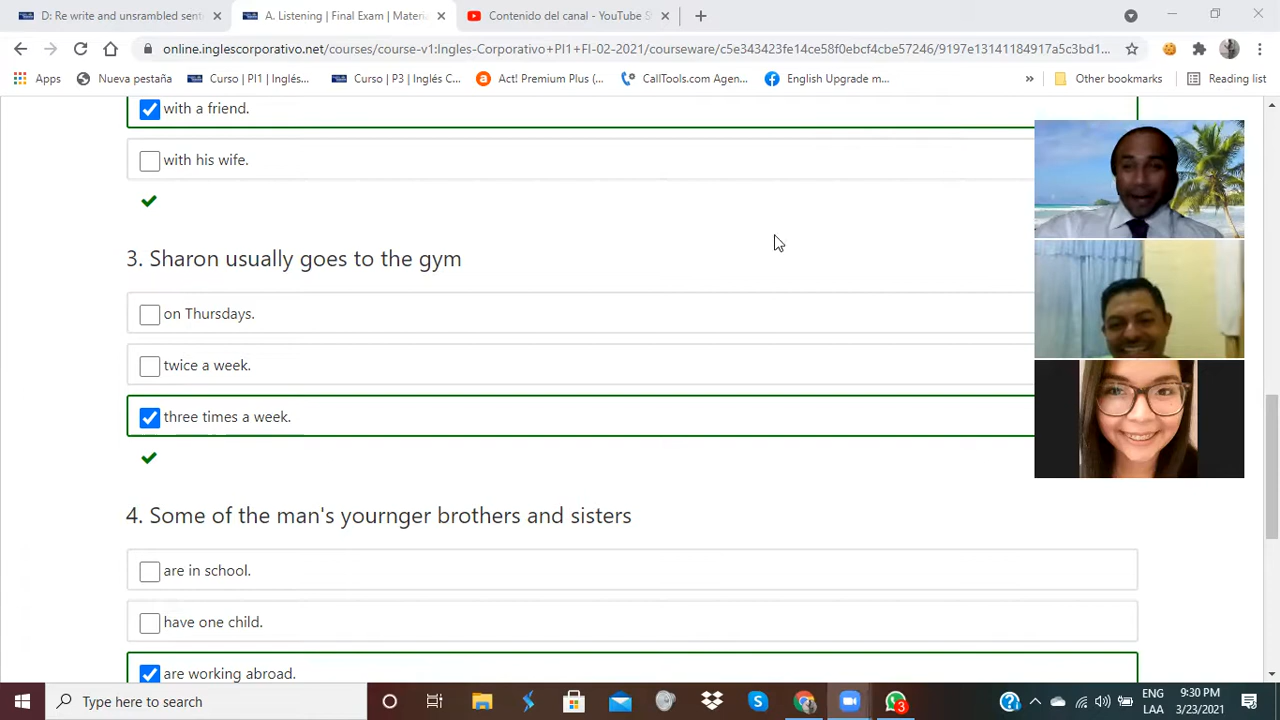 D: Re write and unsrambled sent
A. Listening | Final Exam | Materia
Contenido del canal - YouTube S
online.inglescorporativo.net/courses/course-v1:Ingles-Corporativo+PI1+FI-02-2021/courseware/c5e343423fe14ce58f0ebcf4cbe57246/9197e13141184917a5c3bd1...
Apps
Nueva pestaña
Curso | PI1 | Inglés...
Curso | P3 | Inglés C...
Act! Premium Plus (...
CallTools.com Agen...
English Upgrade m...
»
Other bookmarks
Reading list
with a friend.
with his wife.
3. Sharon usually goes to the gym
on Thursdays.
twice a week.
three times a week.
4. Some of the man's yournger brothers and sisters
are in school.
have one child.
are working abroad.
Type here to search
3
ENG
LAA
9:30 PM
3/23/2021